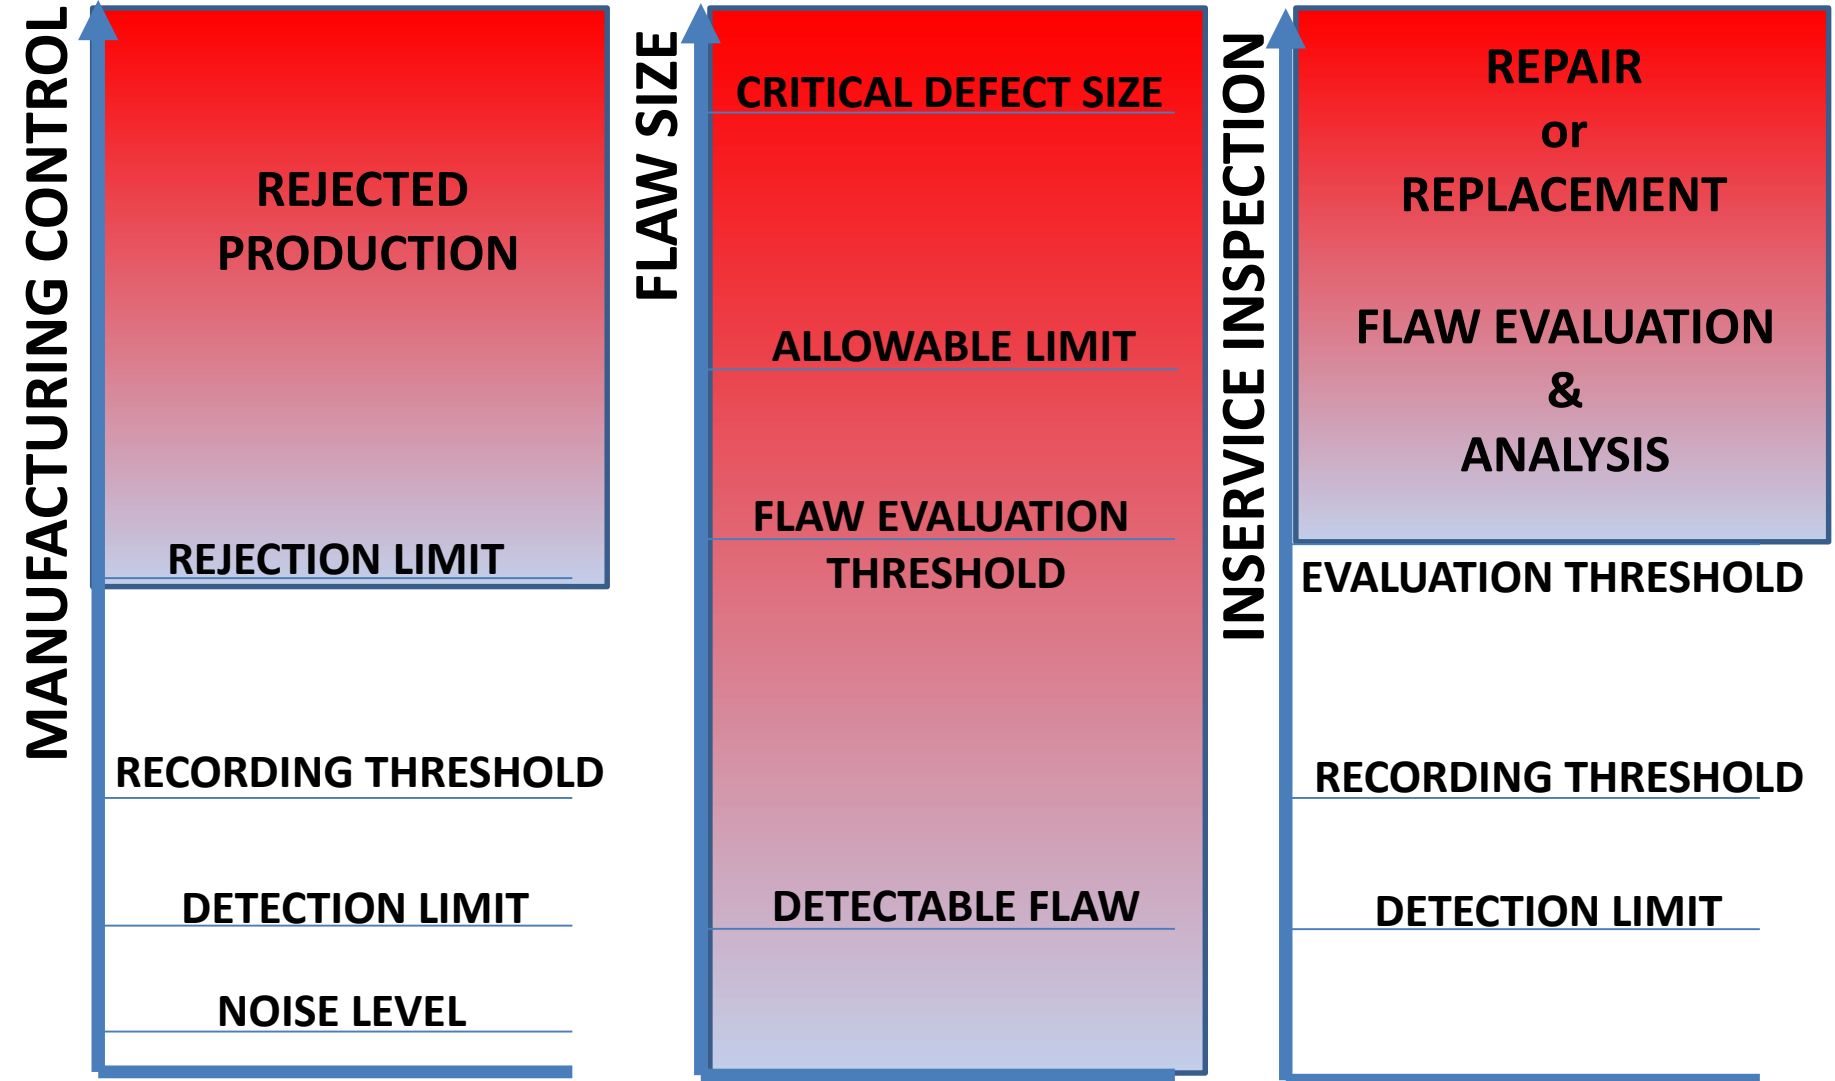 MANUFACTURING CONTROL
REJECTED
PRODUCTION
REJECTION LIMIT
RECORDING THRESHOLD
DETECTION LIMIT
NOISE LEVEL
FLAW SIZE
CRITICAL DEFECT SIZE
ALLOWABLE LIMIT
FLAW EVALUATION
THRESHOLD
DETECTABLE FLAW
INSERVICE INSPECTION
REPAIR
or
REPLACEMENT
FLAW EVALUATION
&
ANALYSIS
EVALUATION THRESHOLD
RECORDING THRESHOLD
DETECTION LIMIT